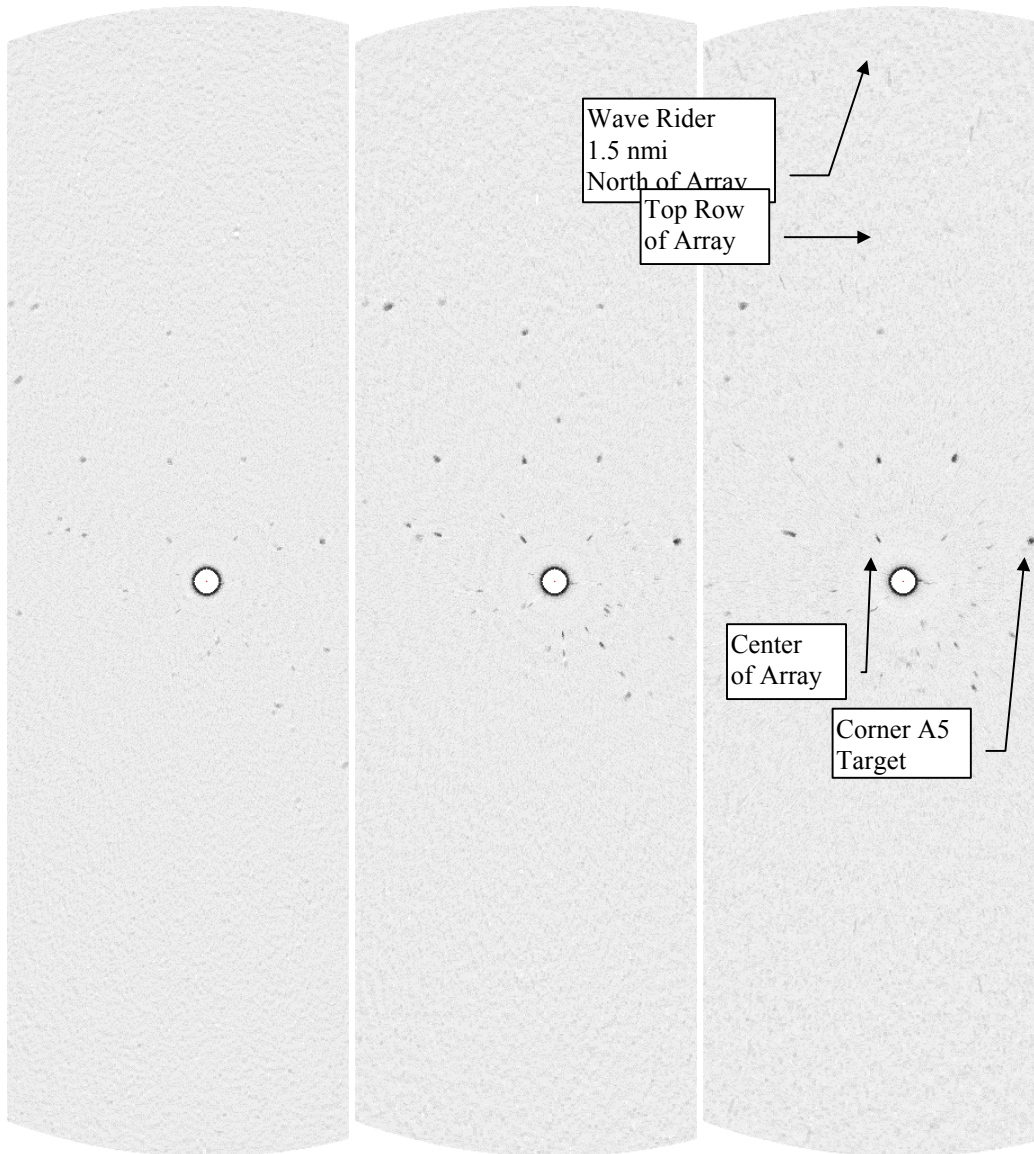 Wave Rider
1.5 nmi
North of Array
Top Row
of Array
Center
of Array
Corner A5
Target